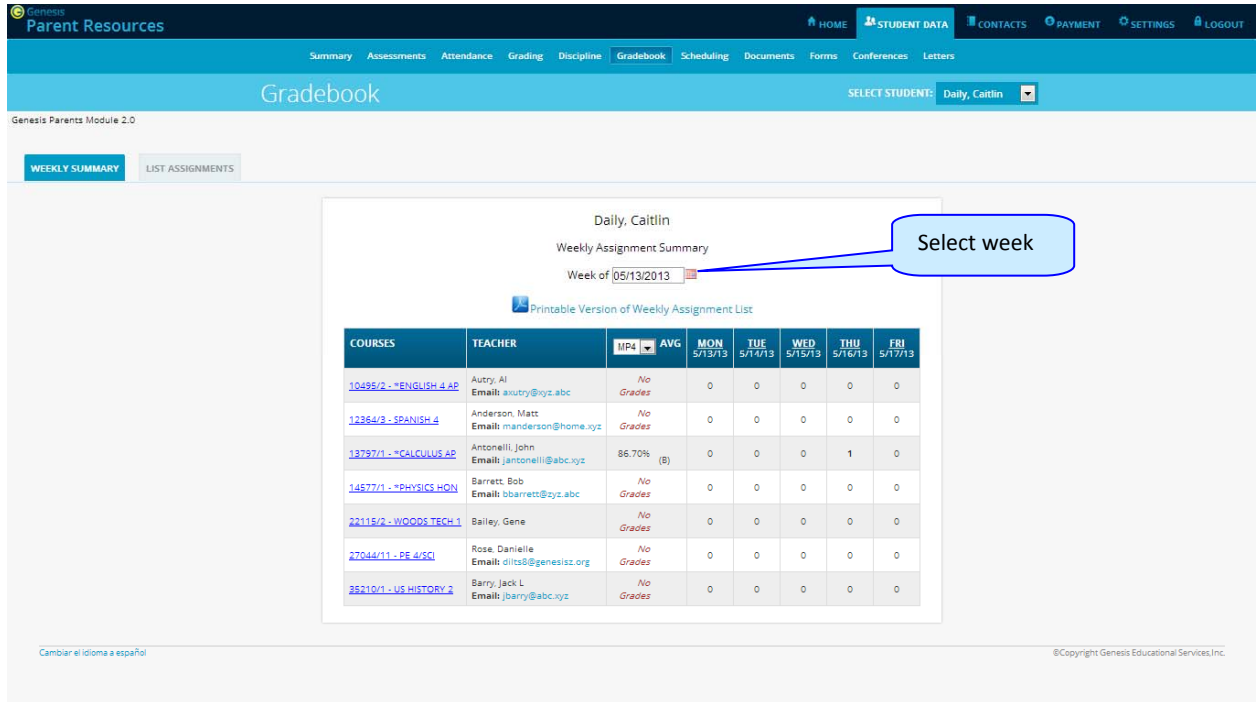 Genesis
Parent Resources
HOME STUDENT DATA CONTACTS PAYMENT SETTINGS LOGOUT
Summary Assessments Attendance Grading Discipline Gradebook Scheduling Documents Forms Conferences Letters
Gradebook
SELECT STUDENT: Daily, Caitlin
Genesis Parents Module 2.0
WEEKLY SUMMARY LIST ASSIGNMENTS
Daily, Caitlin
Weekly Assignment Summary
Select week
Week of 05/13/2013
Printable Version of Weekly Assignment List
COURSES TEACHER MP4 AVG MON TUE WED THU FRI
5/13/13 5/14/13 5/15/13 5/16/13 5/17/13
10495/2 - *ENGLISH 4 AP Autry, Al No 0 0 0 0 0
Email: axutry@xyz.abc Grades
12364/3 - SPANISH 4 Anderson, Matt No 0 0 0 0 0
Email: manderson@home.xyz Grades
13797/1 - *CALCULUS AP Antonelli, John 86.70% (B) 0 0 0 1 0
Email: jantonelli@abc.xyz
14577/1 - *PHYSICS HON Barrett, Bob No 0 0 0 0 0
Email: bbarrett@zyz.abc Grades
22115/2 - WOODS TECH 1 Bailey, Gene No 0 0 0 0 0
Grades
27044/11 - PE 4/SCI Rose, Danielle No 0 0 0 0 0
Email: dilts8@genesisz.org Grades
35210/1 - US HISTORY 2 Barry, Jack L No 0 0 0 0 0
Email: jbarry@abc.xyz Grades
Cambiar el idioma a español ©Copyright Genesis Educational Services,Inc.